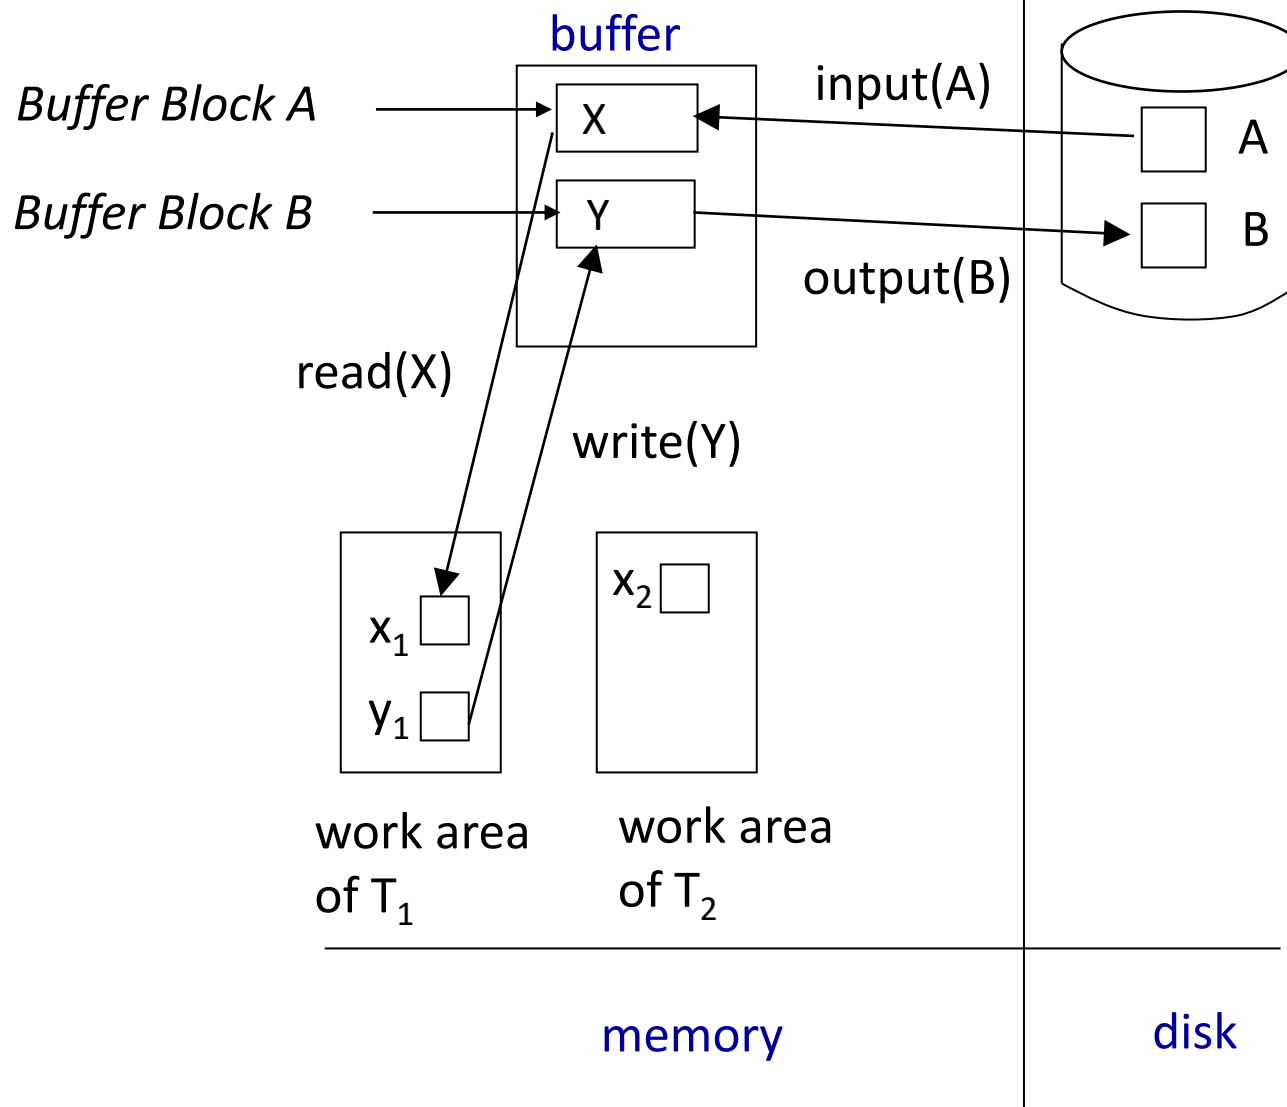 buffer
Buffer Block A
X
input(A)
A
Buffer Block B
Y
B
output(B)
read(X)
write(Y)
x₂
x₁
y₁
work area
of T₁
work area
of T₂
memory
disk